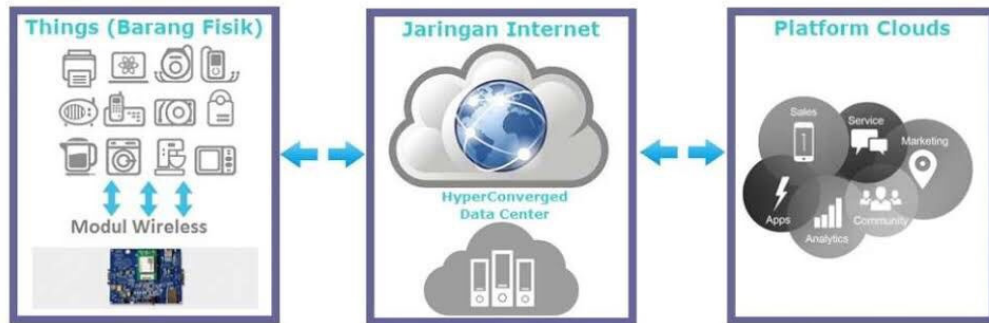 Things (Barang Fisik)
Modul Wireless
Jaringan Internet
HyperConverged
Data Center
Platform Clouds
Sales
Service
Marketing
Apps
Analytics
Community